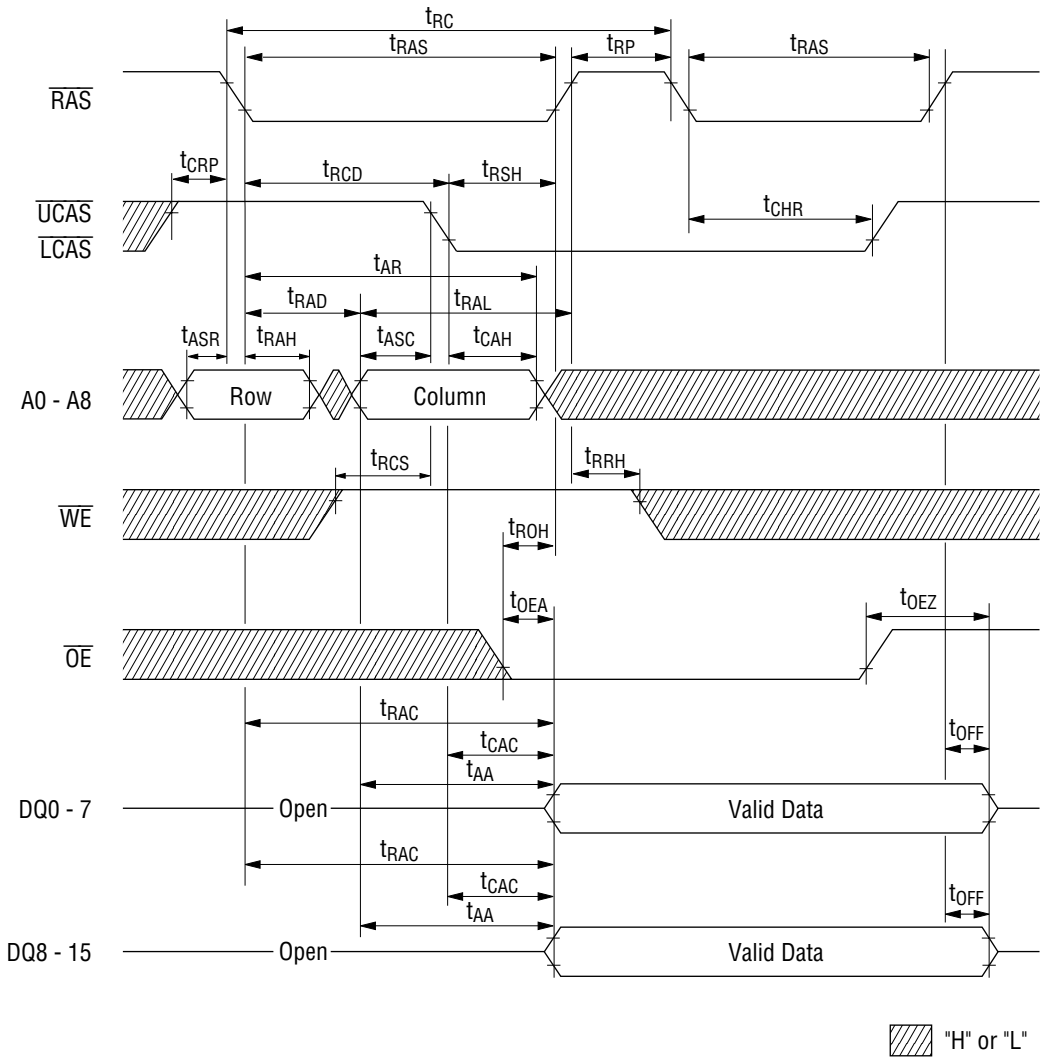 tRC
tRAS tRP tRAS
RAS
tCRP tRCD tRSH
UCAS
LCAS
tCHR
tAR
tRAD tRAL
tASR tRAH tASC tCAH
A0 - A8 Row Column
tRCS tRRH
WE
tROH
tOEA tOEZ
OE
tRAC
tCAC tOFF
tAA
DQ0 - 7 Open Valid Data
tRAC
tCAC tOFF
tAA
DQ8 - 15 Open Valid Data
"H" or "L"